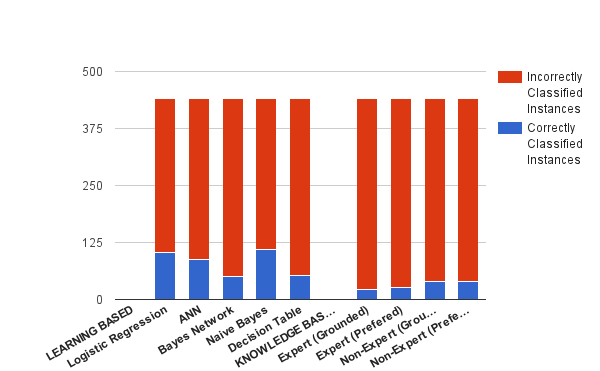 500
375
250
125
0
Incorrectly
Classified
Instances
Correctly
Classified
Instances
LEARNING BASED
Logistic Regression
ANN
Bayes Network
Naive Bayes
Decision Table
KNOWLEDGE BAS...
Expert (Grounded)
Expert (Preferred)
Non-Expert (Grou...
Non-Expert (Prefe...